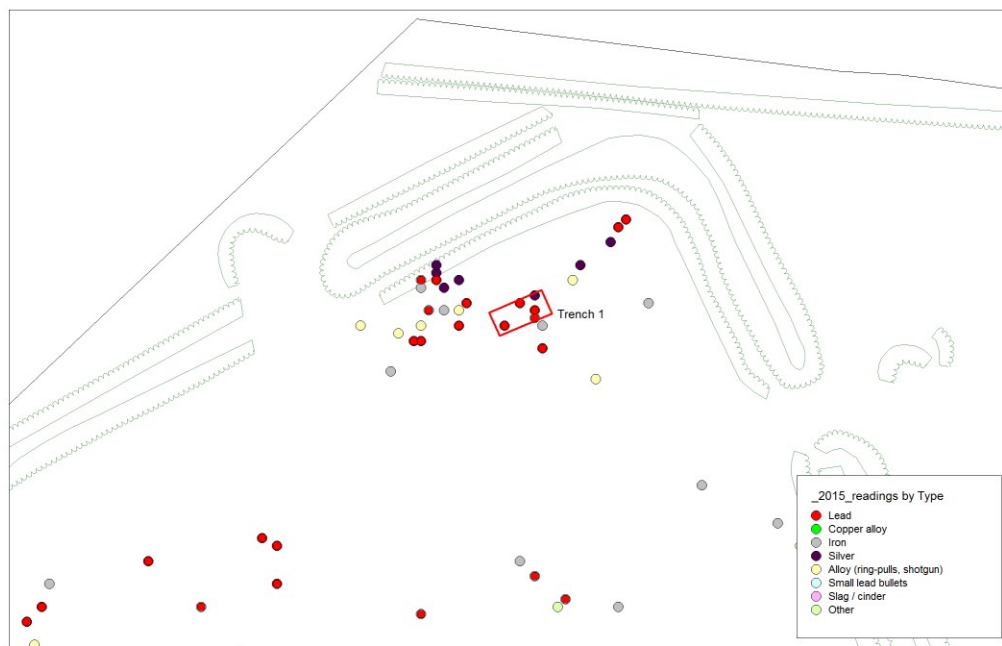 Trench 1
_2015_readings by Type
Lead
Copper alloy
Iron
Silver
Alloy (ring-pulls, shotgun)
Small lead bullets
Slag / cinder
Other